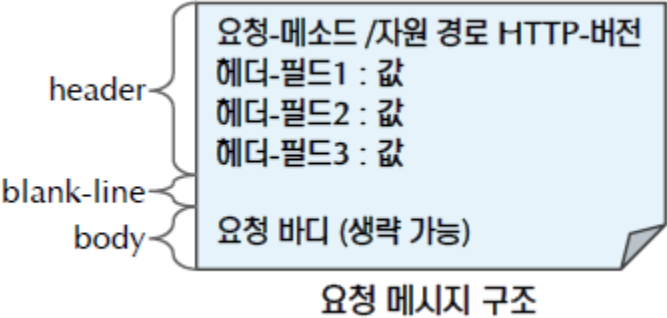 요청-메소드 /자원 경로 HTTP-버전
header
헤더-필드1 : 값
헤더-필드2 : 값
헤더-필드3 : 값
blank-line
body
요청 바디 (생략 가능)
요청 메시지 구조